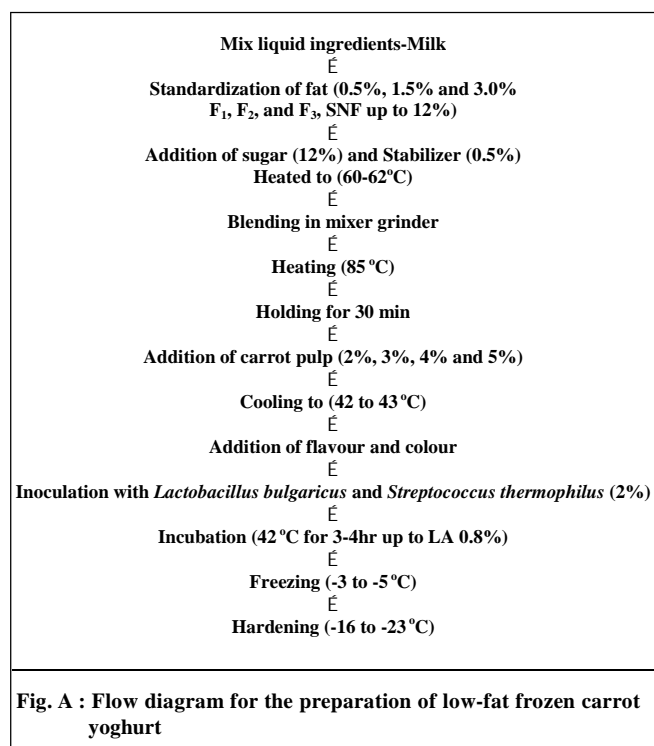 Mix liquid ingredients-Milk
É
Standardization of fat (0.5%, 1.5% and 3.0%
F₁, F₂, and F₃, SNF up to 12%)
É
Addition of sugar (12%) and Stabilizer (0.5%)
Heated to (60-62°C)
É
Blending in mixer grinder
É
Heating (85 °C)
É
Holding for 30 min
É
Addition of carrot pulp (2%, 3%, 4% and 5%)
É
Cooling to (42 to 43 °C)
É
Addition of flavour and colour
É
Inoculation with Lactobacillus bulgaricus and Streptococcus thermophilus (2%)
É
Incubation (42 °C for 3-4hr up to LA 0.8%)
É
Freezing (-3 to -5 °C)
É
Hardening (-16 to -23 °C)
Fig. A : Flow diagram for the preparation of low-fat frozen carrot
yoghurt